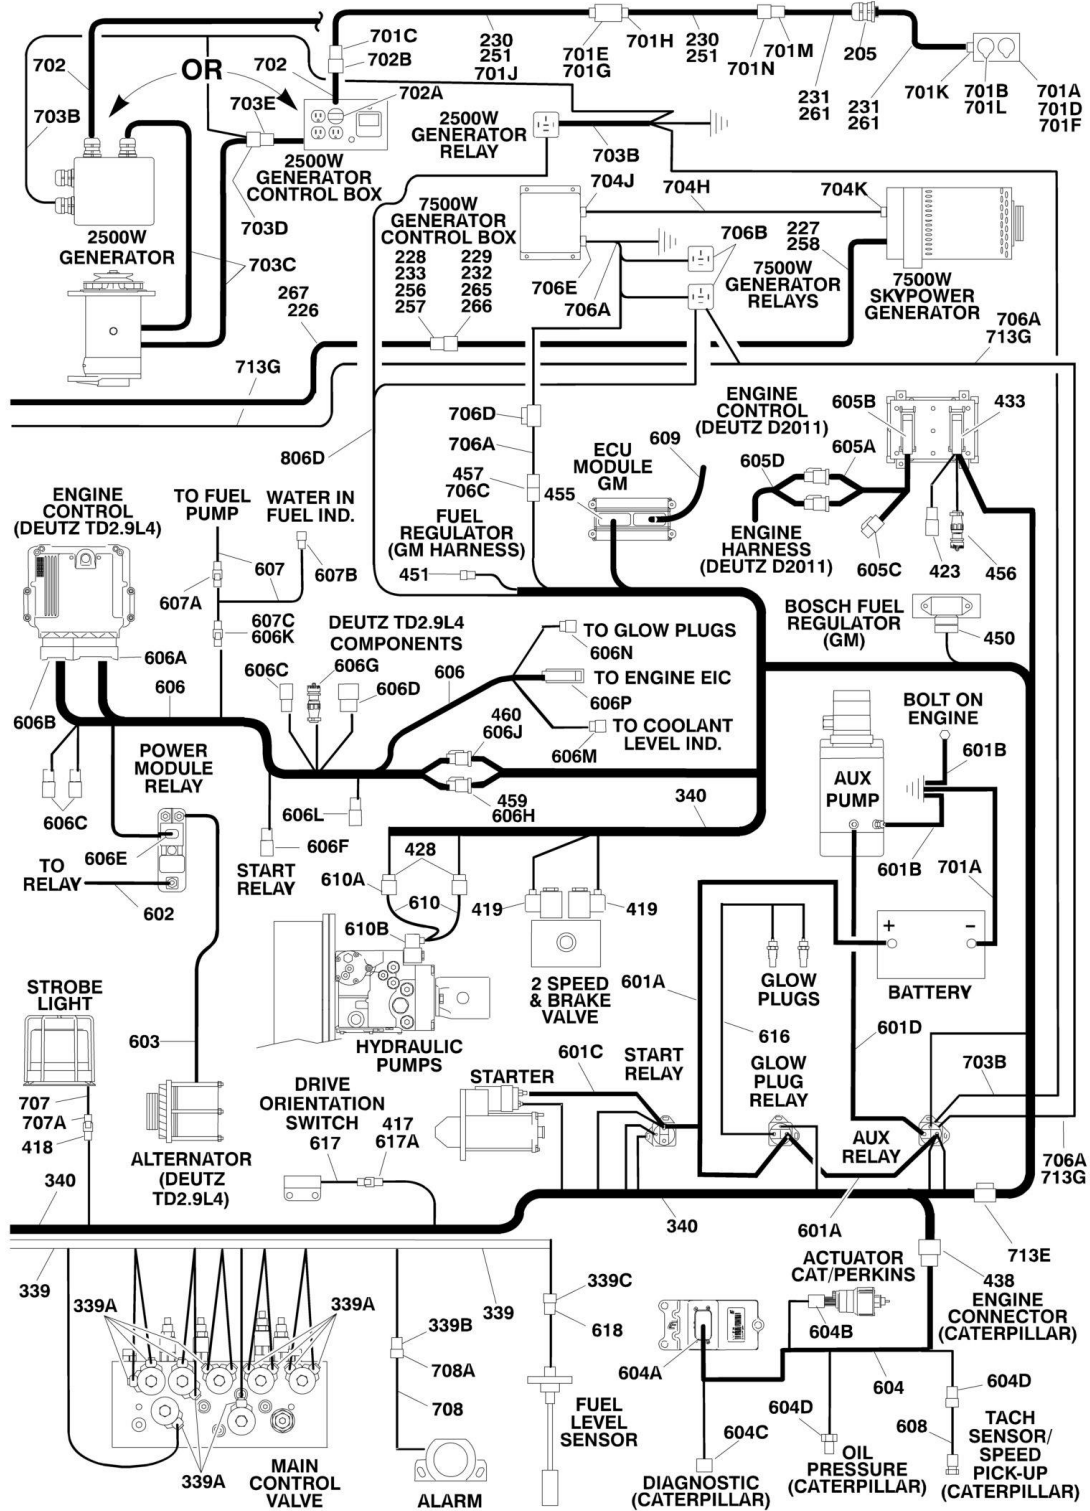 701C
702B
230
251
701J
701E
701G
701H
230
251
701N
701M
231
261
205
231
261
701K
701B
701L
701A
701D
701F
702
OR
702
703B
703E
702A
2500W
GENERATOR
CONTROL BOX
2500W
GENERATOR
RELAY
703B
704J
704H
704K
703D
2500W
GENERATOR
703C
7500W
GENERATOR
CONTROL BOX
228
233
256
257
229
232
265
266
706E
706A
706B
7500W
GENERATOR
RELAYS
227
258
7500W
SKYPOWER
GENERATOR
267
226
713G
706A
713G
806D
706D
706A
457
706C
455
ECU
MODULE
GM
609
ENGINE
CONTROL
(DEUTZ D2011)
605B
433
605D
605A
ENGINE
HARNESS
(DEUTZ D2011)
605C
423
456
ENGINE
CONTROL
(DEUTZ TD2.9L4)
TO FUEL
PUMP
WATER IN
FUEL IND.
607
607B
607A
607C
606K
FUEL
REGULATOR
(GM HARNESS)
451
BOSCH FUEL
REGULATOR
(GM)
450
DEUTZ TD2.9L4
COMPONENTS
606A
606
606B
606C
606G
606D
606
TO GLOW PLUGS
606N
TO ENGINE EIC
606P
TO COOLANT
LEVEL IND.
606M
460
606J
459
606H
606L
606F
START
RELAY
606C
POWER
MODULE
RELAY
606E
TO
RELAY
602
340
BOLT ON
ENGINE
601B
AUX
PUMP
601B
701A
428
610A
610
610B
419
419
2 SPEED
& BRAKE
VALVE
HYDRAULIC
PUMPS
601A
GLOW
PLUGS
+
-
BATTERY
616
601D
703B
STROBE
LIGHT
603
707
707A
418
ALTERNATOR
(DEUTZ
TD2.9L4)
DRIVE
ORIENTATION
SWITCH
617
417
617A
STARTER
601C
START
RELAY
GLOW
PLUG
RELAY
AUX
RELAY
706A
713G
340
340
601A
713E
339
339A
339A
339A
MAIN
CONTROL
VALVE
339B
708A
708
ALARM
339
339C
618
FUEL
LEVEL
SENSOR
ACTUATOR
CAT/PERKINS
604B
604A
438
ENGINE
CONNECTOR
(CATERPILLAR)
604
604D
604D
608
604C
DIAGNOSTIC
(CATERPILLAR)
OIL
PRESSURE
(CATERPILLAR)
TACH
SENSOR/
SPEED
PICK-UP
(CATERPILLAR)